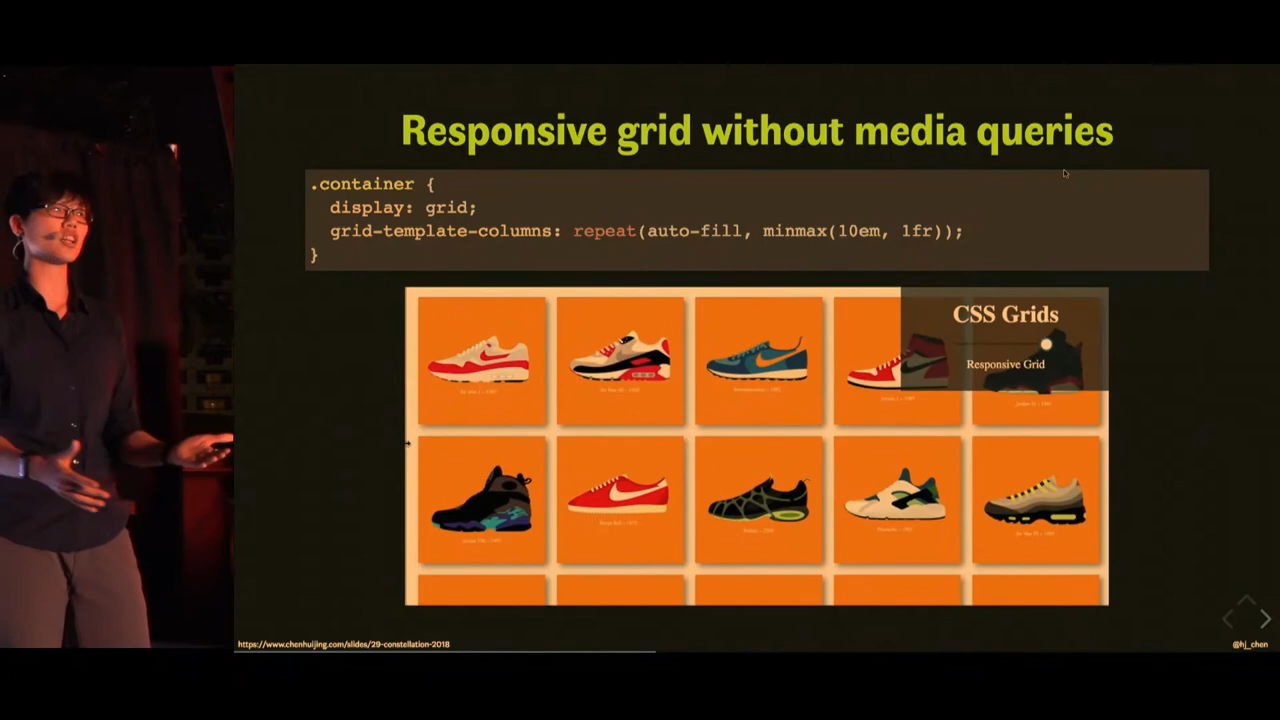 Responsive grid without media queries
.container {
display: grid;
grid-template-columns: repeat(auto-fill, minmax(10em, 1fr));
}
CSS Grids
Responsive Grid
https://www.chenhuijing.com/slides/29-constellation-2018
@hj_chen